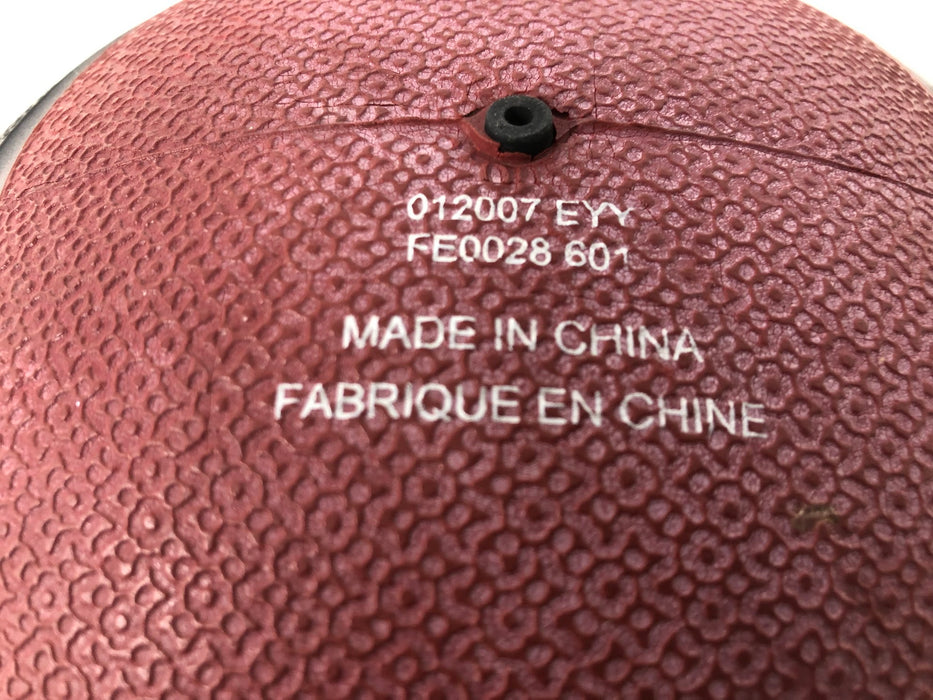 012007 EYY
FE0028 601
MADE IN CHINA
FABRIQUE EN CHINE